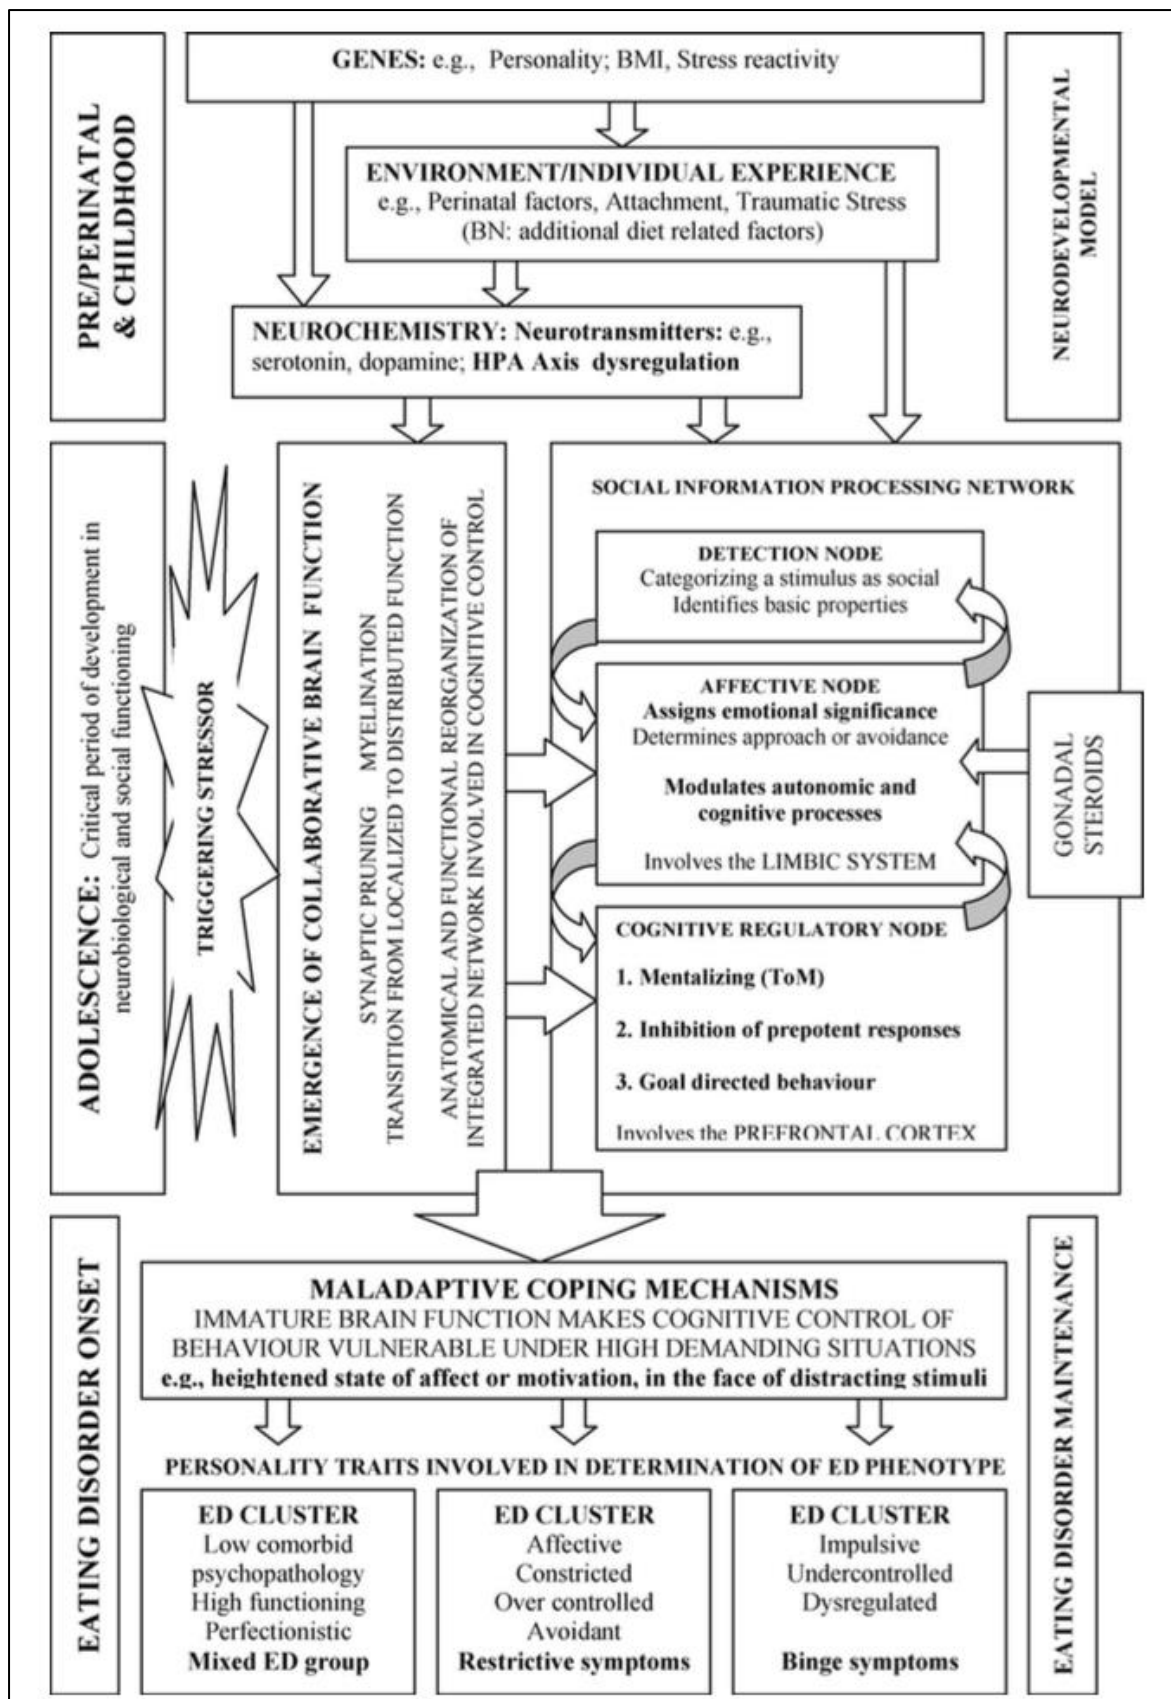 GENES: e.g., Personality; BMI, Stress reactivity
PRE/PERINATAL
& CHILDHOOD
NEURODEVELOPMENTAL
MODEL
ENVIRONMENT/INDIVIDUAL EXPERIENCE
e.g., Perinatal factors, Attachment, Traumatic Stress
(BN: additional diet related factors)
NEUROCHEMISTRY: Neurotransmitters: e.g.,
serotonin, dopamine; HPA Axis dysregulation
ADOLESCENCE: Critical period of development in
neurobiological and social functioning
TRIGGERING STRESSOR
EMERGENCE OF COLLABORATIVE BRAIN FUNCTION
SYNAPTIC PRUNING MYELINATION
TRANSITION FROM LOCALIZED TO DISTRIBUTED FUNCTION
ANATOMICAL AND FUNCTIONAL REORGANIZATION OF
INTEGRATED NETWORK INVOLVED IN COGNITIVE CONTROL
SOCIAL INFORMATION PROCESSING NETWORK
DETECTION NODE
Categorizing a stimulus as social
Identifies basic properties
AFFECTIVE NODE
Assigns emotional significance
Determines approach or avoidance
Modulates autonomic and
cognitive processes
Involves the LIMBIC SYSTEM
GONADAL
STEROIDS
COGNITIVE REGULATORY NODE
1. Mentalizing (ToM)
2. Inhibition of prepotent responses
3. Goal directed behaviour
Involves the PREFRONTAL CORTEX
EATING DISORDER ONSET
EATING DISORDER MAINTENANCE
MALADAPTIVE COPING MECHANISMS
IMMATURE BRAIN FUNCTION MAKES COGNITIVE CONTROL OF
BEHAVIOUR VULNERABLE UNDER HIGH DEMANDING SITUATIONS
e.g., heightened state of affect or motivation, in the face of distracting stimuli
PERSONALITY TRAITS INVOLVED IN DETERMINATION OF ED PHENOTYPE
ED CLUSTER
Low comorbid
psychopathology
High functioning
Perfectionistic
Mixed ED group
ED CLUSTER
Affective
Constricted
Over controlled
Avoidant
Restrictive symptoms
ED CLUSTER
Impulsive
Undercontrolled
Dysregulated
Binge symptoms